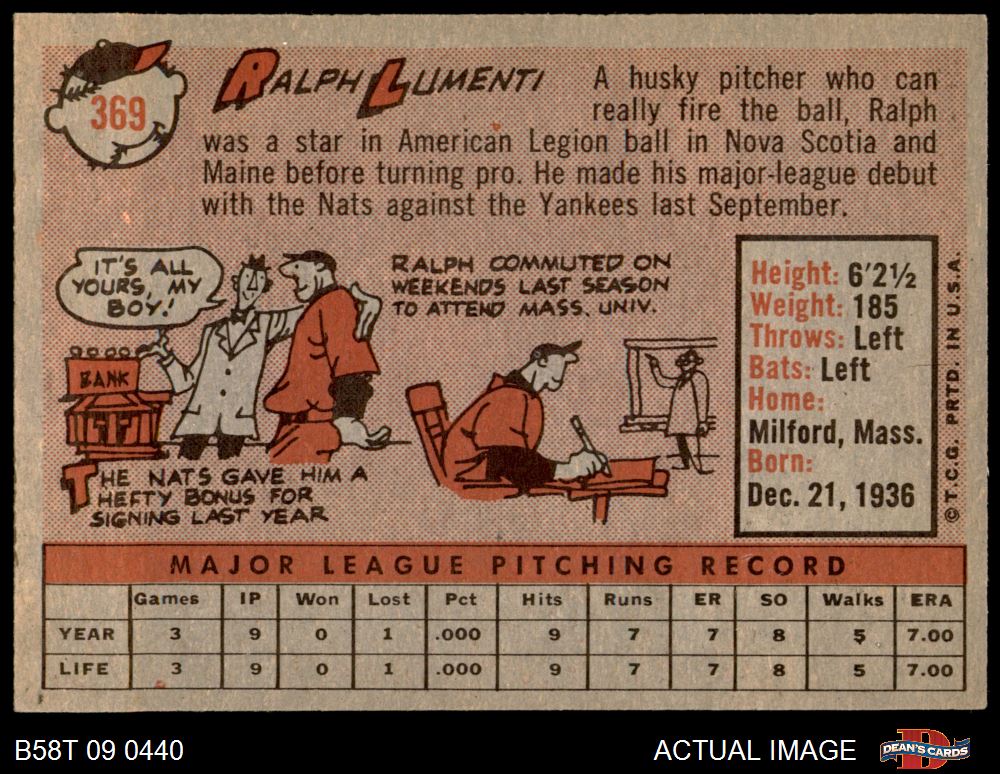 369
RALPH LUMENTI
A husky pitcher who can
really fire the ball, Ralph
was a star in American Legion ball in Nova Scotia and
Maine before turning pro. He made his major-league debut
with the Nats against the Yankees last September.
IT'S ALL
YOURS, MY
BOY!
BANK
THE NATS GAVE HIM A
HEFTY BONUS FOR
SIGNING LAST YEAR
RALPH COMMUTED ON
WEEKENDS LAST SEASON
TO ATTEND MASS. UNIV.
Height: 6'2½
Weight: 185
Throws: Left
Bats: Left
Home:
Milford, Mass.
Born:
Dec. 21, 1936
© T.C.G. PRTD. IN U.S.A.
MAJOR LEAGUE PITCHING RECORD
Games IP Won Lost Pct Hits Runs ER SO Walks ERA
YEAR 3 9 0 1 .000 9 7 7 8 5 7.00
LIFE 3 9 0 1 .000 9 7 7 8 5 7.00
B58T 09 0440
ACTUAL IMAGE
DEAN'S CARDS